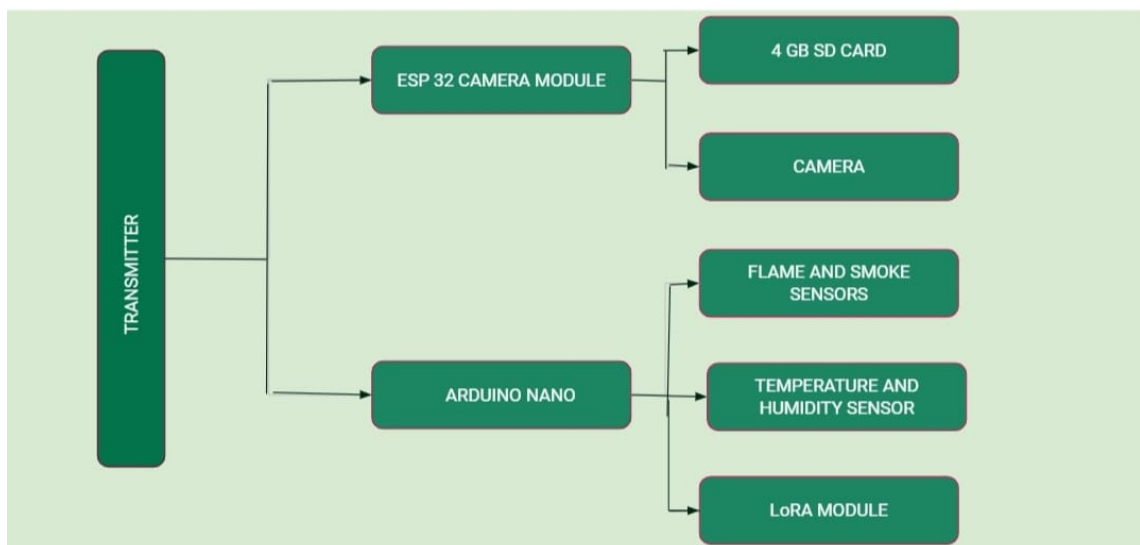 TRANSMITTER
ESP 32 CAMERA MODULE
4 GB SD CARD
CAMERA
ARDUINO NANO
FLAME AND SMOKE
SENSORS
TEMPERATURE AND
HUMIDITY SENSOR
LoRA MODULE